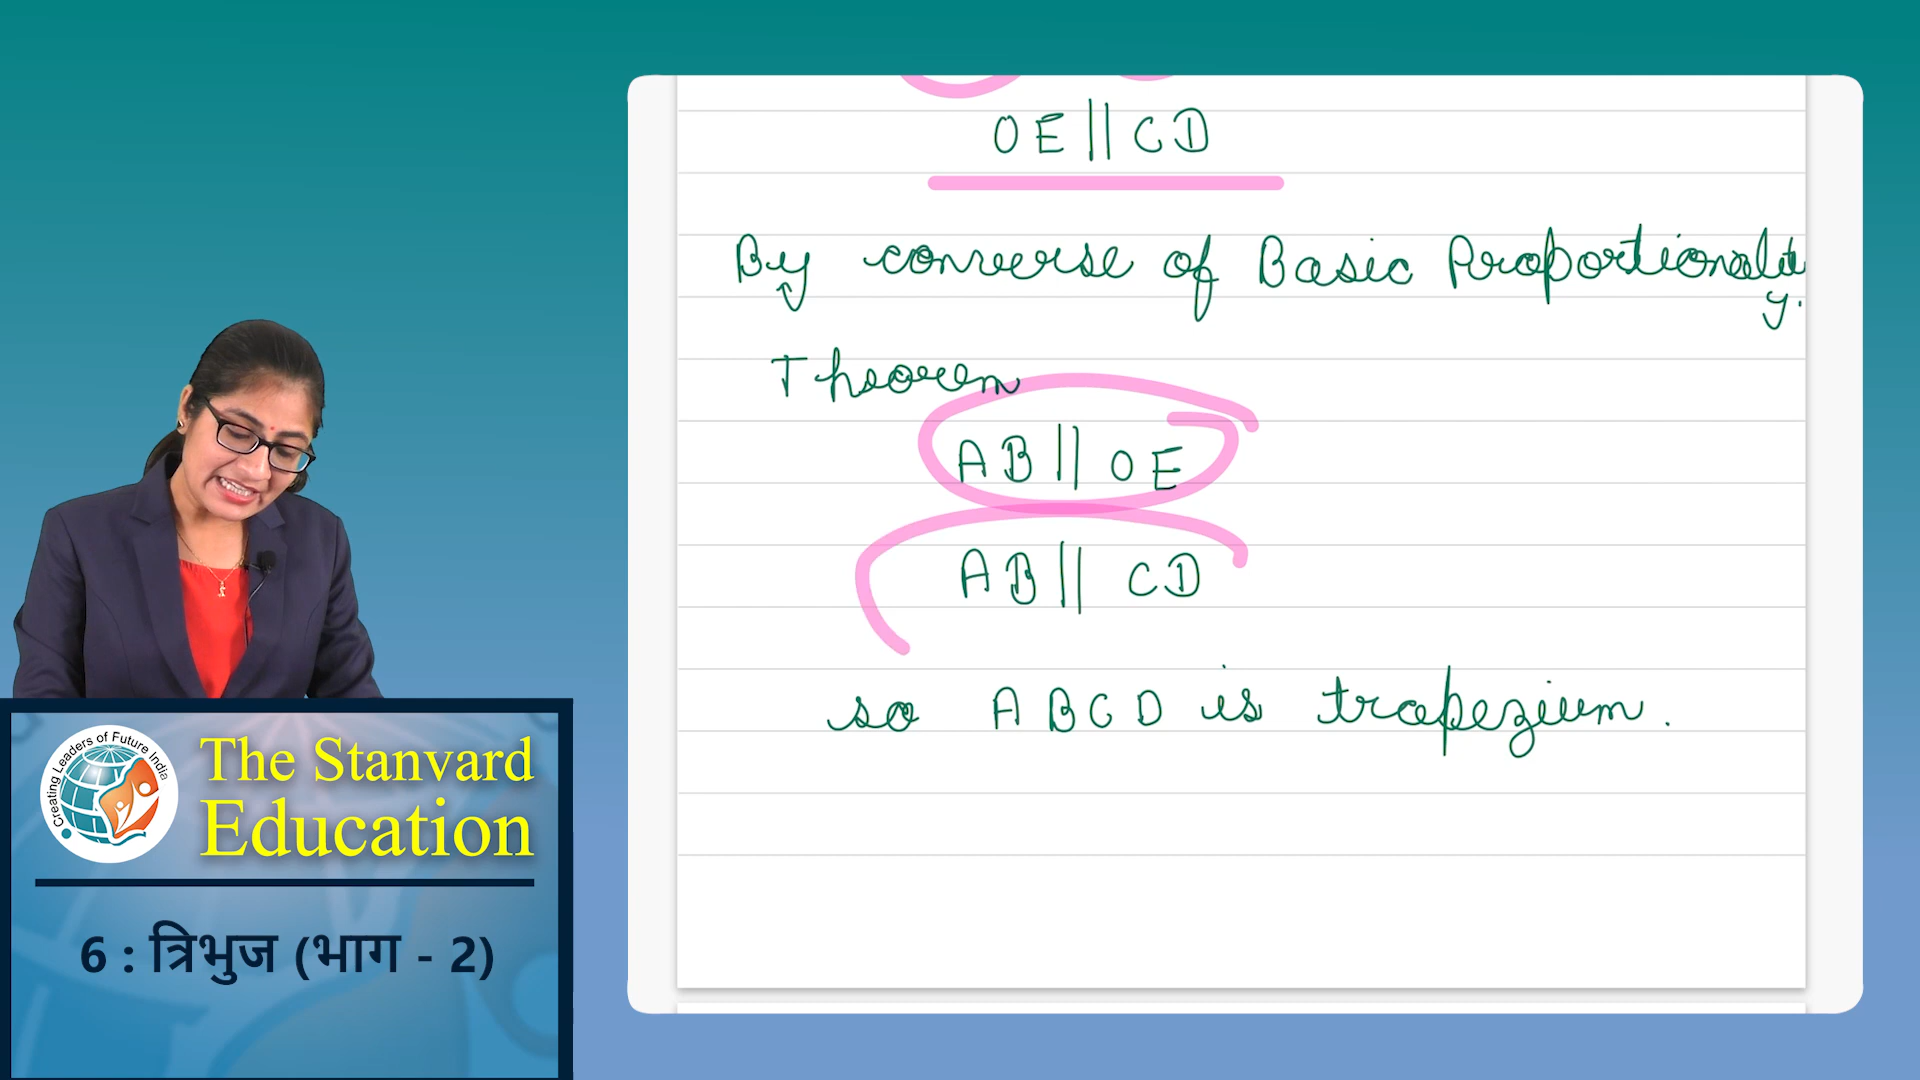 OE || CD
By converse of Basic Proportionality.
Theorem
AB || OE
AB || CD
so ABCD is trapezium.
Creating Leaders of Future India
The Stanvard
Education
6 : त्रिभुज (भाग - 2)